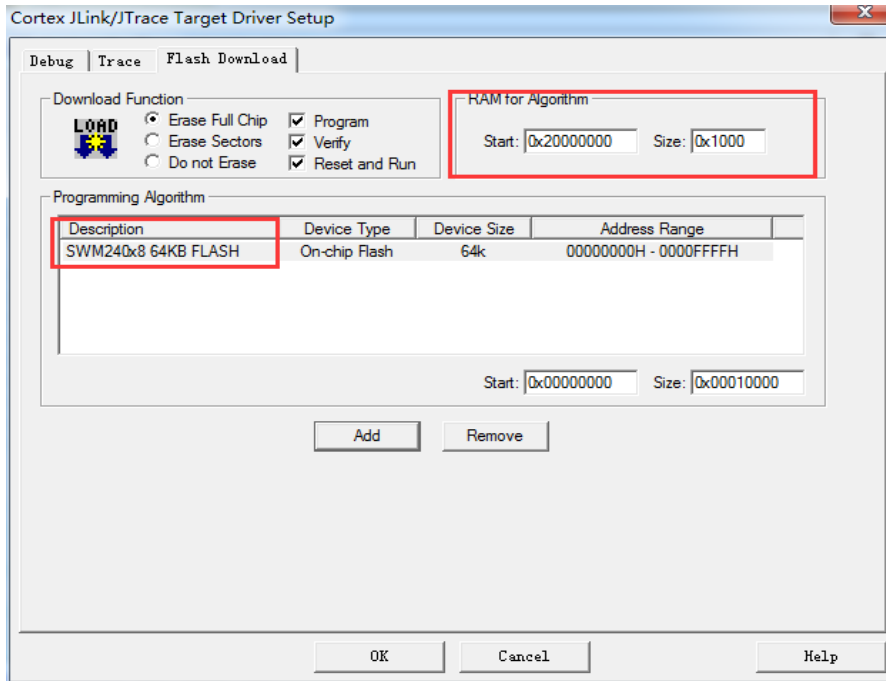 Cortex JLink/JTrace Target Driver Setup
Debug Trace Flash Download
Download Function
LOAD
Erase Full Chip
Erase Sectors
Do not Erase
Program
Verify
Reset and Run
RAM for Algorithm
Start: 0x20000000 Size: 0x1000
Programming Algorithm
Description Device Type Device Size Address Range
SWM240x8 64KB FLASH On-chip Flash 64k 00000000H - 0000FFFFH
Start: 0x00000000 Size: 0x00010000
Add Remove
OK Cancel Help